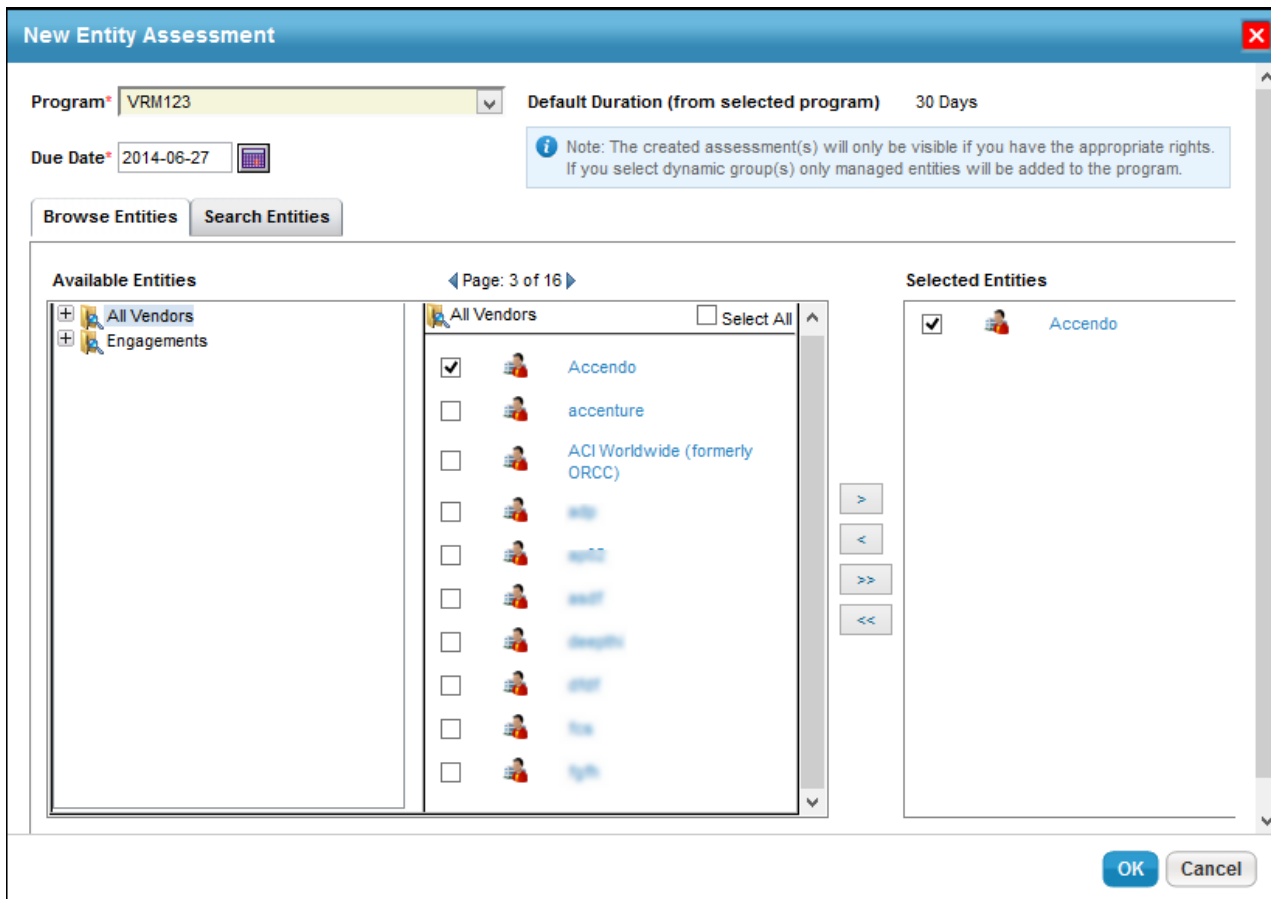 New Entity Assessment
Program* VRM123
Default Duration (from selected program) 30 Days
Due Date* 2014-06-27
Note: The created assessment(s) will only be visible if you have the appropriate rights.
If you select dynamic group(s) only managed entities will be added to the program.
Browse Entities
Search Entities
Available Entities
Page: 3 of 16
Selected Entities
All Vendors
Engagements
All Vendors
Select All
Accendo
accenture
ACI Worldwide (formerly
ORCC)
Accendo
>
<
>>
<<
OK
Cancel